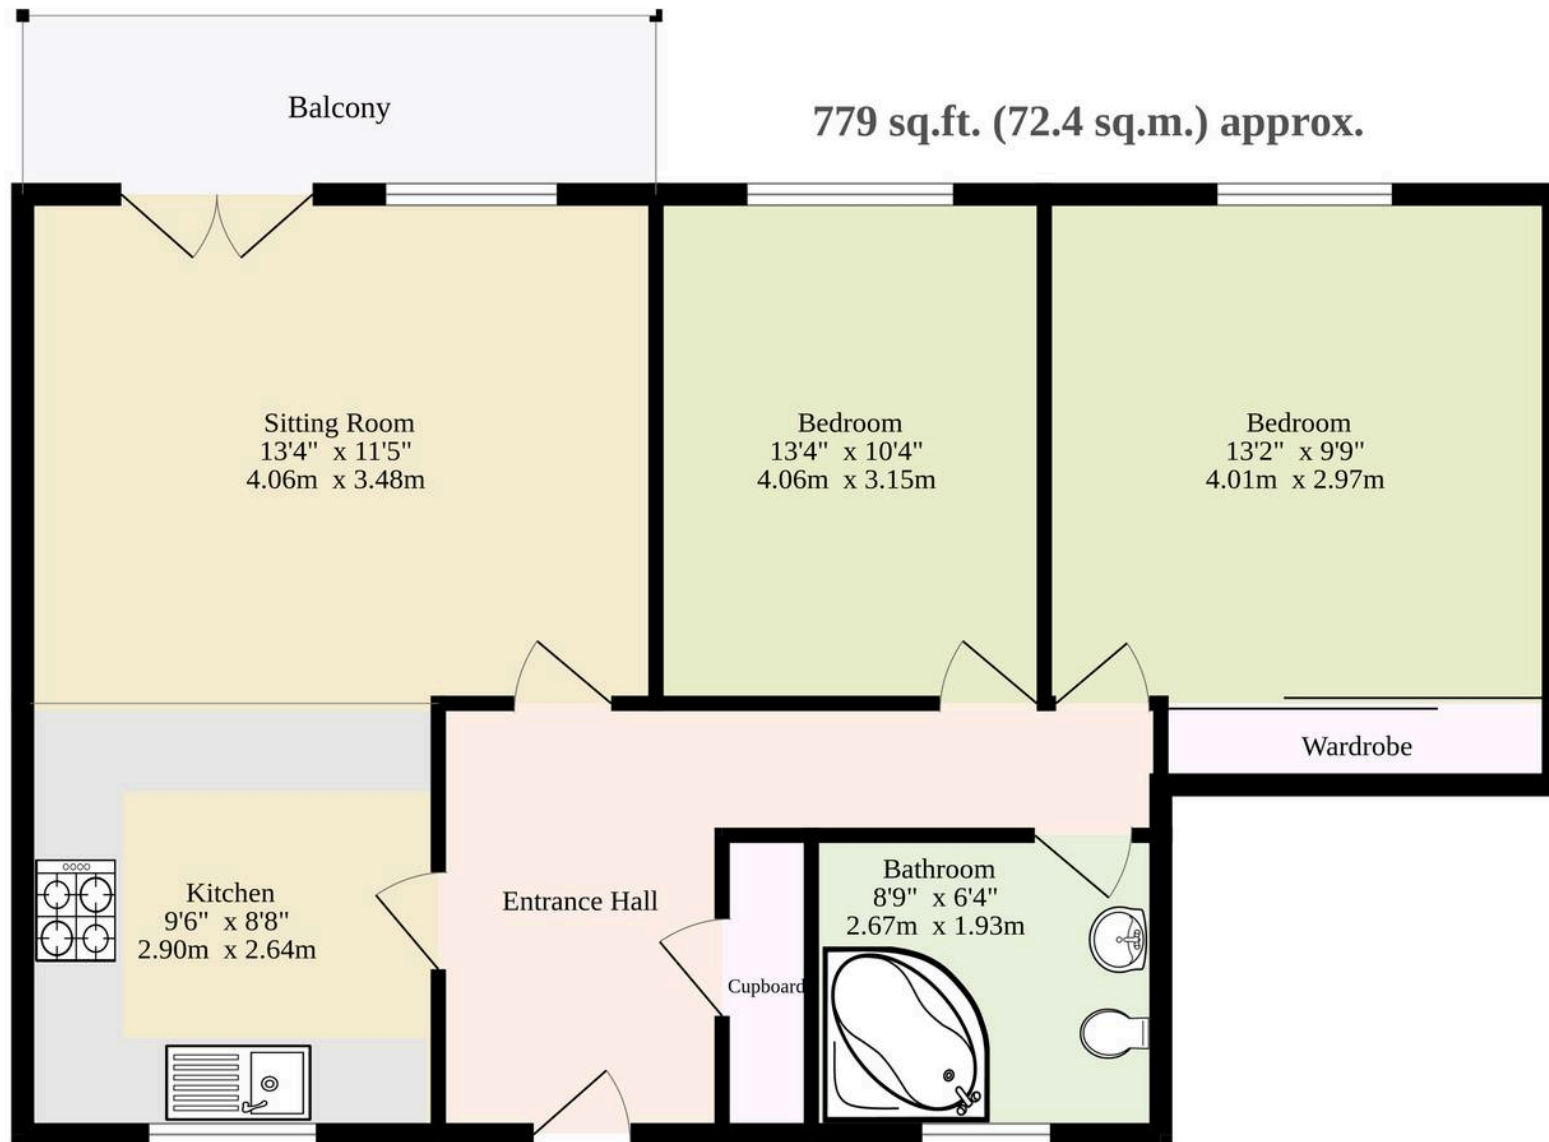 Balcony
779 sq.ft. (72.4 sq.m.) approx.
Sitting Room
13'4" x 11'5"
4.06m x 3.48m
Bedroom
13'4" x 10'4"
4.06m x 3.15m
Bedroom
13'2" x 9'9"
4.01m x 2.97m
Wardrobe
Kitchen
9'6" x 8'8"
2.90m x 2.64m
Entrance Hall
Cupboard
Bathroom
8'9" x 6'4"
2.67m x 1.93m